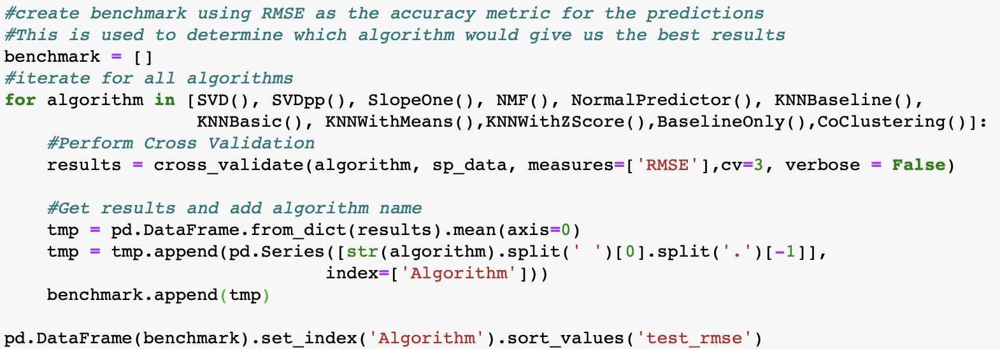 #create benchmark using RMSE as the accuracy metric for the predictions
#This is used to determine which algorithm would give us the best results
benchmark = []
#iterate for all algorithms
for algorithm in [SVD(), SVDpp(), SlopeOne(), NMF(), NormalPredictor(), KNNBaseline(),
                  KNNBasic(), KNNWithMeans(),KNNWithZScore(),BaselineOnly(),CoClustering()]:
    #Perform Cross Validation
    results = cross_validate(algorithm, sp_data, measures=['RMSE'],cv=3, verbose = False)

    #Get results and add algorithm name
    tmp = pd.DataFrame.from_dict(results).mean(axis=0)
    tmp = tmp.append(pd.Series([str(algorithm).split(' ')[0].split('.')[-1]],
                              index=['Algorithm']))
    benchmark.append(tmp)

pd.DataFrame(benchmark).set_index('Algorithm').sort_values('test_rmse')